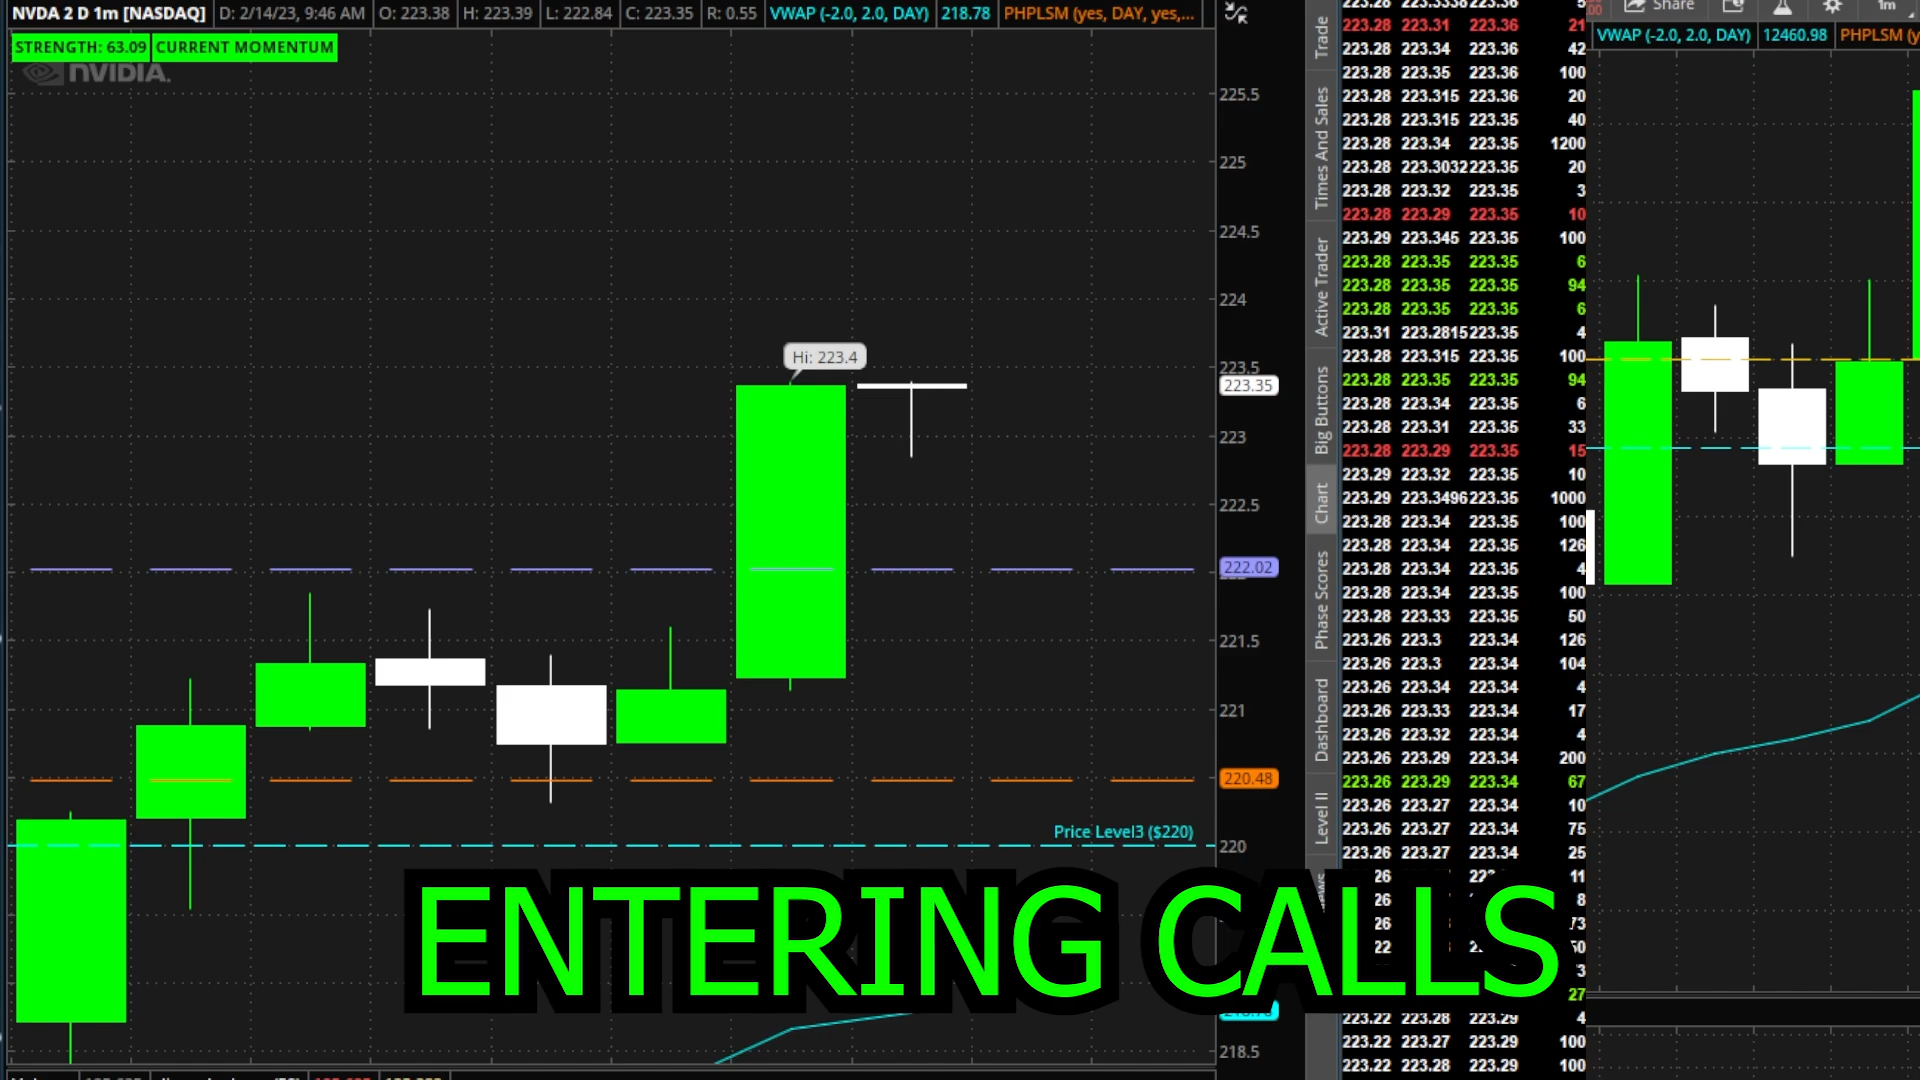 NVDA 2 D 1m [NASDAQ] D: 2/14/23, 9:46 AM O: 223.38 H: 223.39 L: 222.84 C: 223.35 R: 0.55 VWAP (-2.0, 2.0, DAY) 218.78 PHPLSM (yes, DAY, yes,...
STRENGTH: 63.09 CURRENT MOMENTUM
NVIDIA.
225.5
225
224.5
224
Hi: 223.4
223.5
223.35
223
222.5
222.02
221.5
221
220.48
Price Level3 ($220)
220
218.5
ENTERING CALLS
Trade
Times And Sales
Active Trader
Big Buttons
Chart
Phase Scores
Dashboard
Level II
223.28 223.31 223.36 21
223.28 223.34 223.36 42
223.28 223.35 223.36 100
223.28 223.315 223.36 20
223.28 223.315 223.35 40
223.28 223.34 223.35 1200
223.28 223.3032 223.35 20
223.28 223.32 223.35 3
223.28 223.29 223.35 10
223.29 223.345 223.35 100
223.28 223.35 223.35 6
223.28 223.35 223.35 94
223.28 223.35 223.35 6
223.31 223.2815 223.35 4
223.28 223.315 223.35 100
223.28 223.35 223.35 94
223.28 223.34 223.35 6
223.28 223.31 223.35 33
223.28 223.29 223.35 15
223.29 223.32 223.35 10
223.29 223.3496 223.35 1000
223.28 223.34 223.35 100
223.28 223.34 223.35 126
223.28 223.34 223.35 4
223.28 223.34 223.35 100
223.28 223.33 223.35 50
223.26 223.3 223.34 126
223.26 223.3 223.34 104
223.26 223.34 223.34 4
223.26 223.33 223.34 17
223.26 223.32 223.34 4
223.26 223.29 223.34 200
223.26 223.29 223.34 67
223.26 223.27 223.34 10
223.26 223.27 223.34 75
223.26 223.27 223.34 25
27
223.22 223.28 223.29 4
223.22 223.27 223.29 100
223.22 223.28 223.29 100
Share
1m
VWAP (-2.0, 2.0, DAY) 12460.98 PHPLSM (y